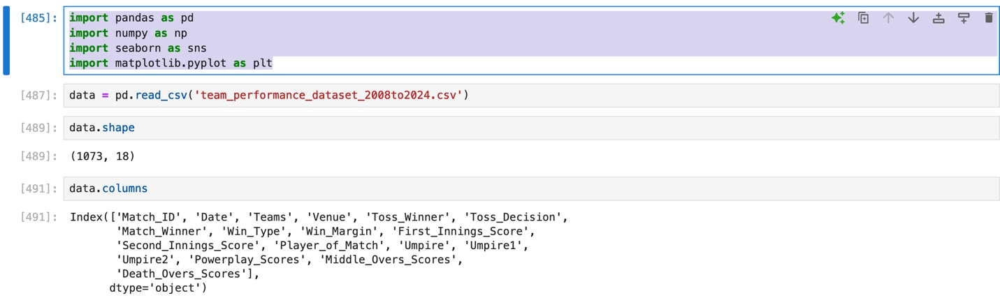 [485]: import pandas as pd
import numpy as np
import seaborn as sns
import matplotlib.pyplot as plt
[487]: data = pd.read_csv('team_performance_dataset_2008to2024.csv')
[489]: data.shape
[489]: (1073, 18)
[491]: data.columns
[491]: Index(['Match_ID', 'Date', 'Teams', 'Venue', 'Toss_Winner', 'Toss_Decision',
'Match_Winner', 'Win_Type', 'Win_Margin', 'First_Innings_Score',
'Second_Innings_Score', 'Player_of_Match', 'Umpire', 'Umpire1',
'Umpire2', 'Powerplay_Scores', 'Middle_Overs_Scores',
'Death_Overs_Scores'],
dtype='object')